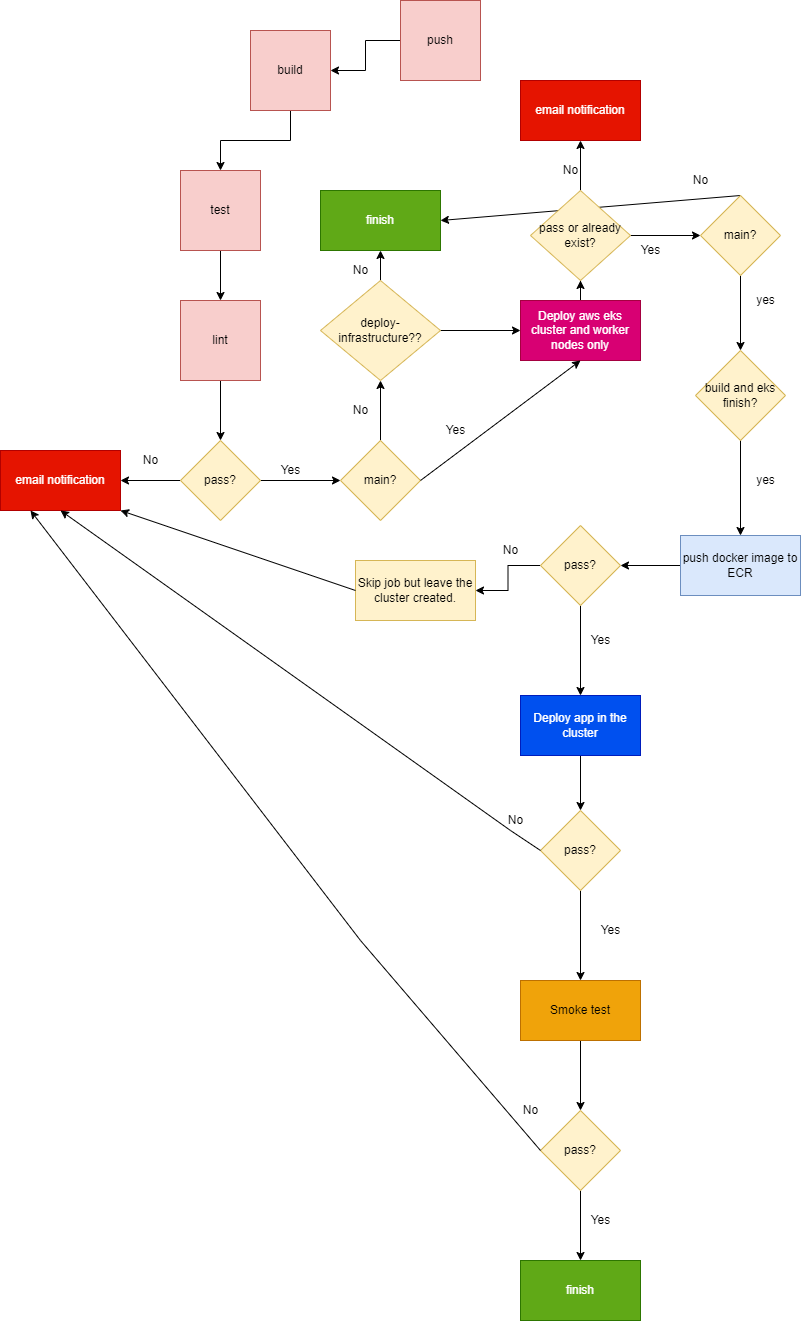 push
build
email notification
No
No
test
finish
pass or already
exist?
Yes
main?
No
yes
deploy-
infrastructure??
Deploy aws eks
cluster and worker
nodes only
lint
build and eks
finish?
No
Yes
No
email notification
pass?
Yes
main?
yes
No
pass?
push docker image to
ECR
Skip job but leave the
cluster created.
Yes
Deploy app in the
cluster
No
pass?
Yes
Smoke test
No
pass?
Yes
finish